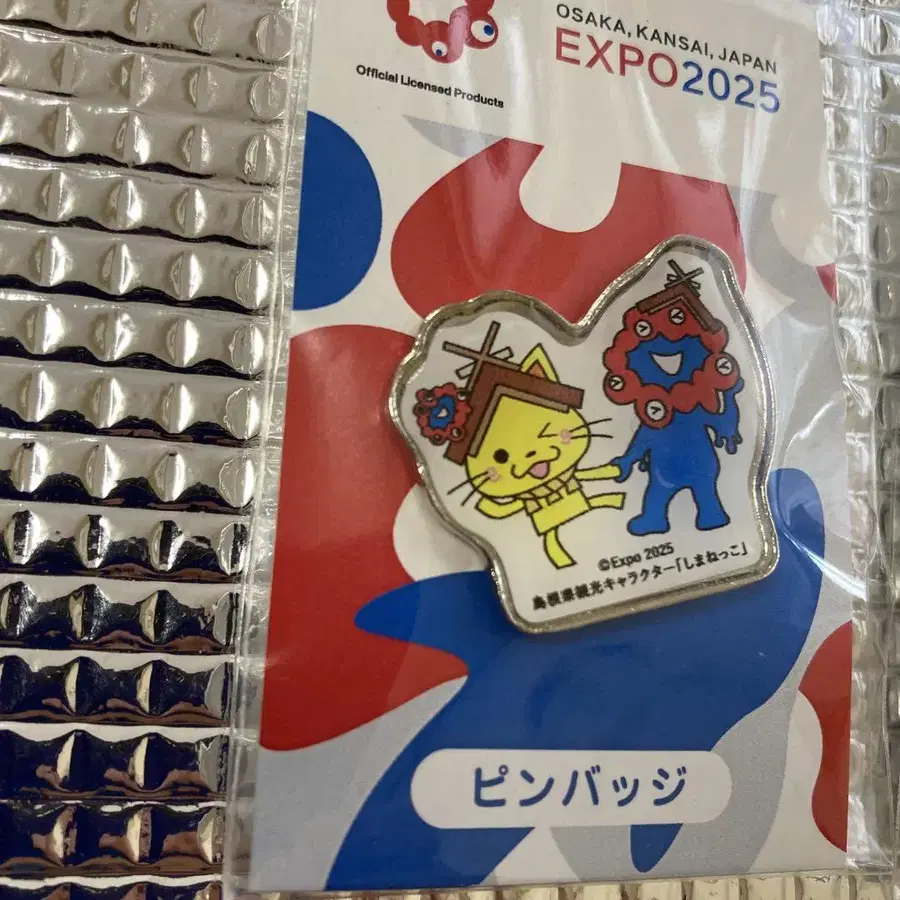 OSAKA, KANSAI, JAPAN
EXPO2025
Official Licensed Products
©Expo 2025
島根県観光キャラクター「しまねっこ」
ピンバッジ